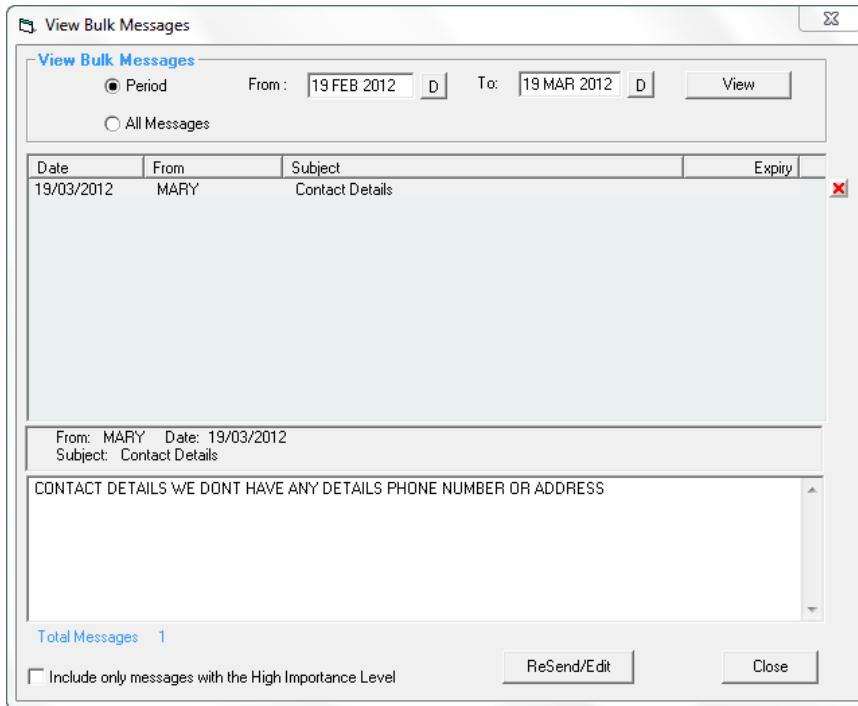 View Bulk Messages
View Bulk Messages
Period From : 19 FEB 2012 D To: 19 MAR 2012 D View
All Messages
Date From Subject Expiry
19/03/2012 MARY Contact Details
From: MARY Date: 19/03/2012
Subject: Contact Details
CONTACT DETAILS WE DONT HAVE ANY DETAILS PHONE NUMBER OR ADDRESS
Total Messages 1
Include only messages with the High Importance Level ReSend/Edit Close